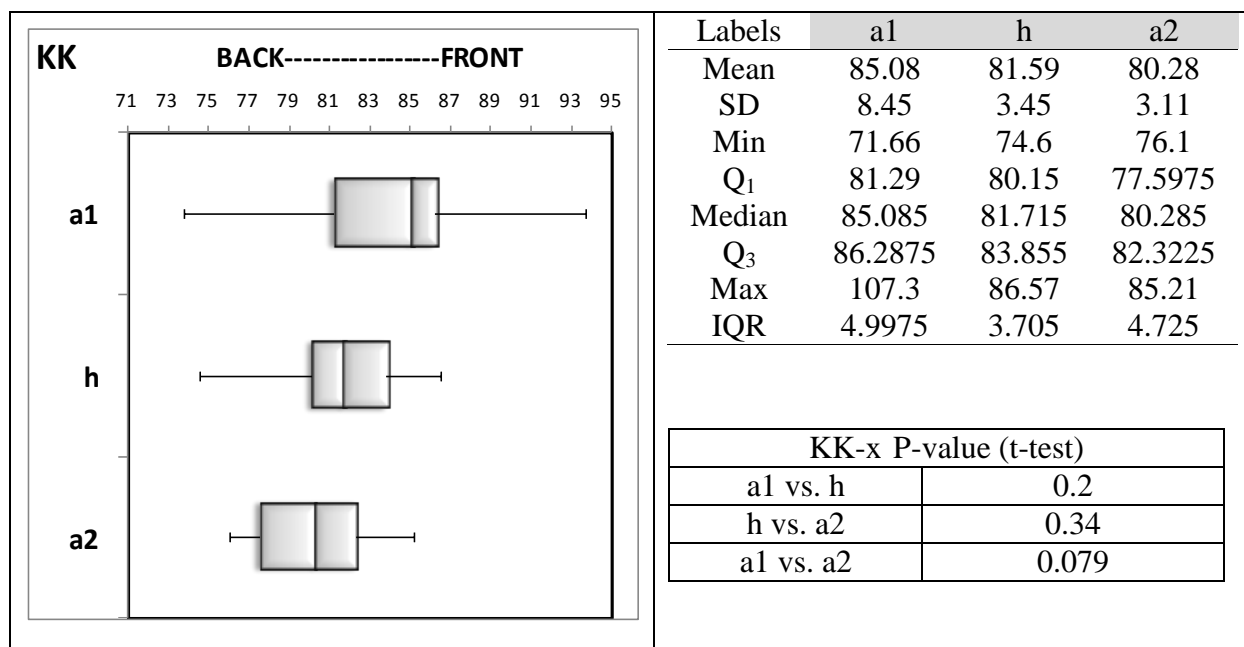 KK BACK-----------------FRONT
71 73 75 77 79 81 83 85 87 89 91 93 95
a1
h
a2
Labels a1 h a2
Mean 85.08 81.59 80.28
SD 8.45 3.45 3.11
Min 71.66 74.6 76.1
Q₁ 81.29 80.15 77.5975
Median 85.085 81.715 80.285
Q₃ 86.2875 83.855 82.3225
Max 107.3 86.57 85.21
IQR 4.9975 3.705 4.725
KK-x P-value (t-test)
a1 vs. h 0.2
h vs. a2 0.34
a1 vs. a2 0.079